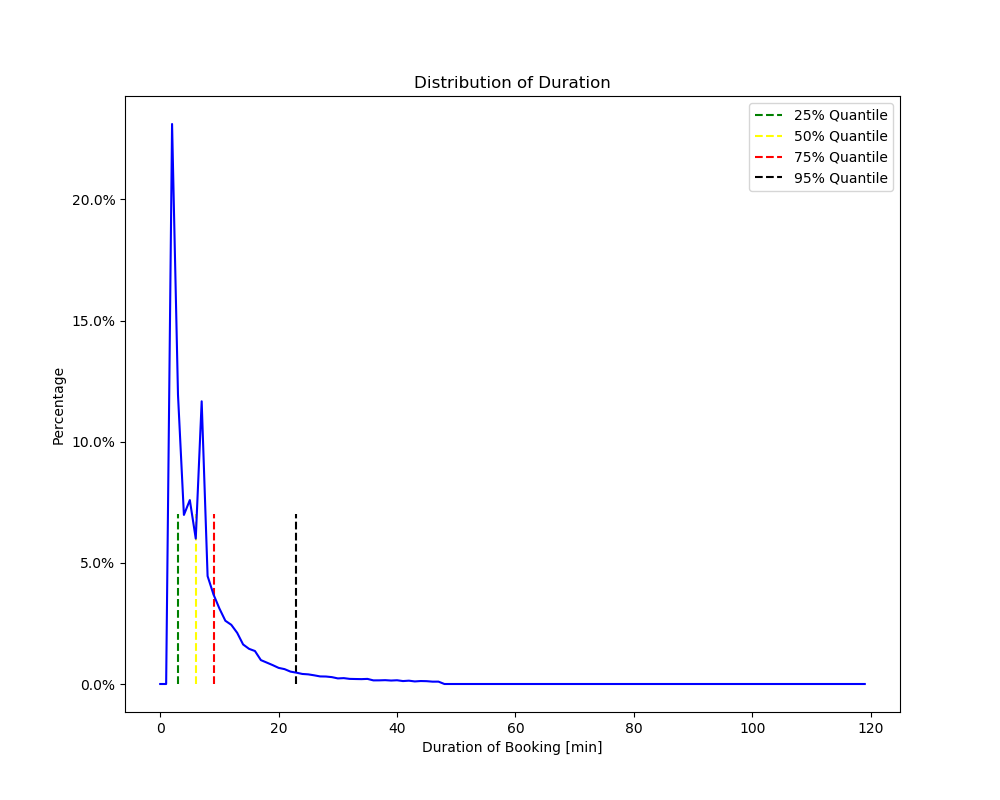 Distribution of Duration
25% Quantile
50% Quantile
75% Quantile
95% Quantile
20.0%
15.0%
10.0%
5.0%
0.0%
Percentage
0 20 40 60 80 100 120
Duration of Booking [min]